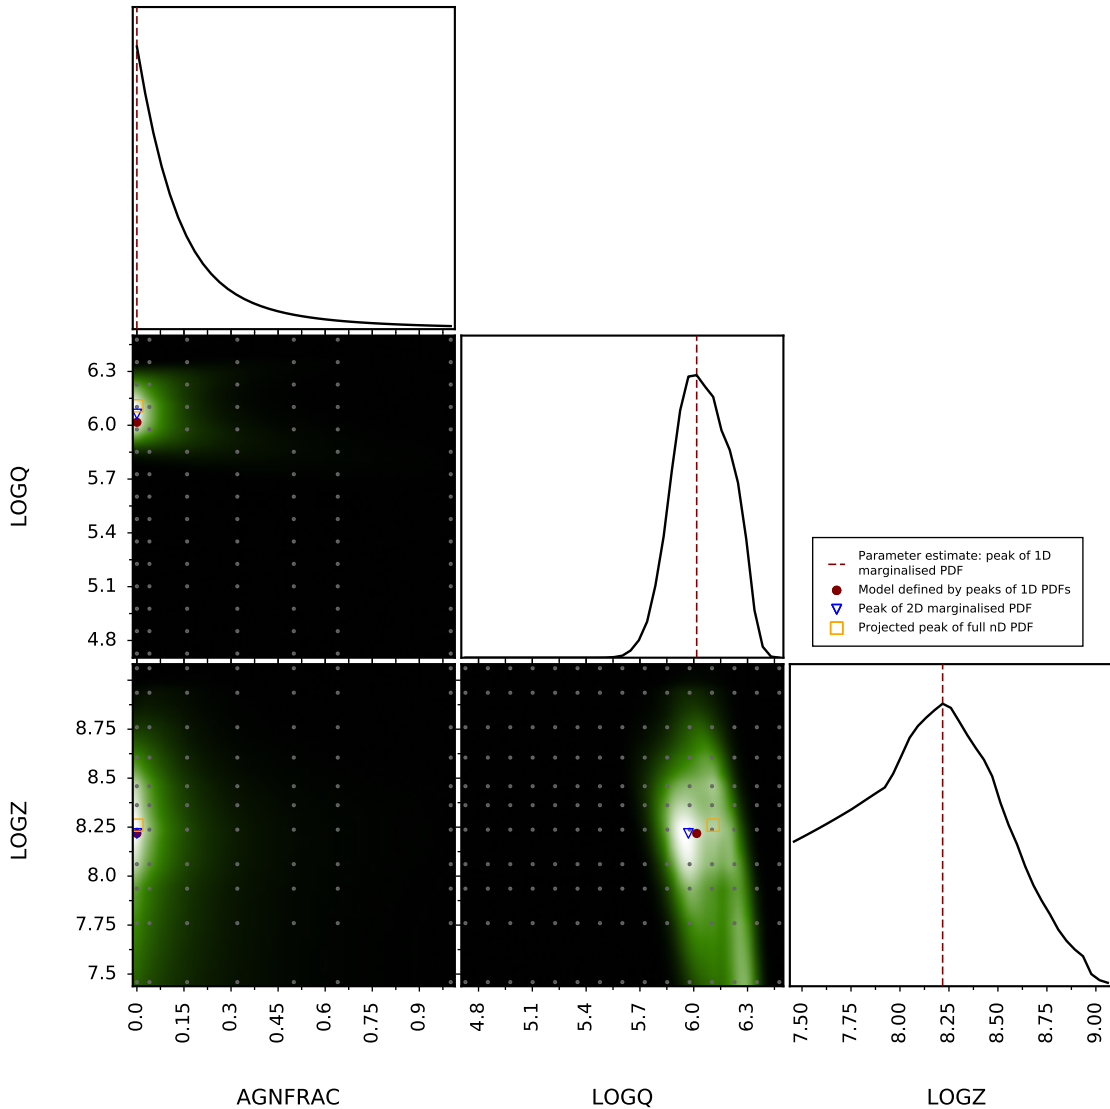 6.3
6.0
5.7
5.4
5.1
4.8
LOGQ
Parameter estimate: peak of 1D
marginalised PDF
Model defined by peaks of 1D PDFs
Peak of 2D marginalised PDF
Projected peak of full nD PDF
8.75
8.5
8.25
8.0
7.75
7.5
LOGZ
0.0 0.15 0.3 0.45 0.6 0.75 0.9
4.8 5.1 5.4 5.7 6.0 6.3
7.50 7.75 8.00 8.25 8.50 8.75 9.00
AGNFRAC LOGQ LOGZ